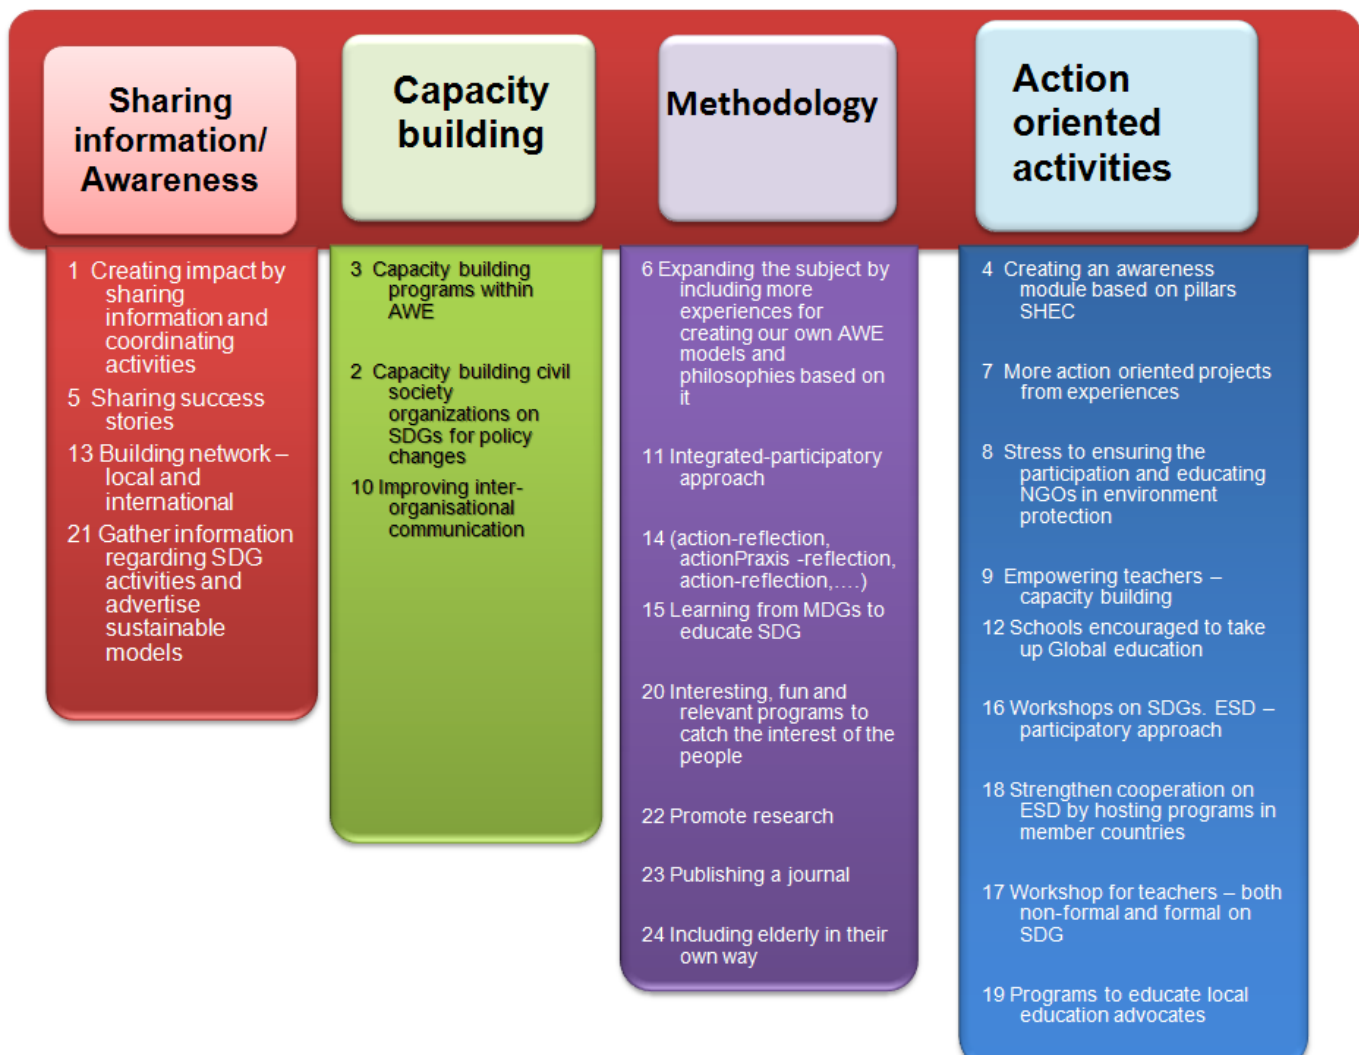 Sharing
information/
Awareness
1 Creating impact by
sharing
information and
coordinating
activities
5 Sharing success
stories
13 Building network –
local and
international
21 Gather information
regarding SDG
activities and
advertise
sustainable
models
Capacity
building
3 Capacity building
programs within
AWE
2 Capacity building civil
society
organizations on
SDGs for policy
changes
10 Improving inter-
organisational
communication
Methodology
6 Expanding the subject by
including more
experiences for
creating our own AWE
models and
philosophies based on
it
11 Integrated-participatory
approach
14 (action-reflection,
actionPraxis -reflection,
action-reflection,....)
15 Learning from MDGs to
educate SDG
20 Interesting, fun and
relevant programs to
catch the interest of the
people
22 Promote research
23 Publishing a journal
24 Including elderly in their
own way
Action
oriented
activities
4 Creating an awareness
module based on pillars
SHEC
7 More action oriented projects
from experiences
8 Stress to ensuring the
participation and educating
NGOs in environment
protection
9 Empowering teachers –
capacity building
12 Schools encouraged to take
up Global education
16 Workshops on SDGs. ESD –
participatory approach
18 Strengthen cooperation on
ESD by hosting programs in
member countries
17 Workshop for teachers – both
non-formal and formal on
SDG
19 Programs to educate local
education advocates